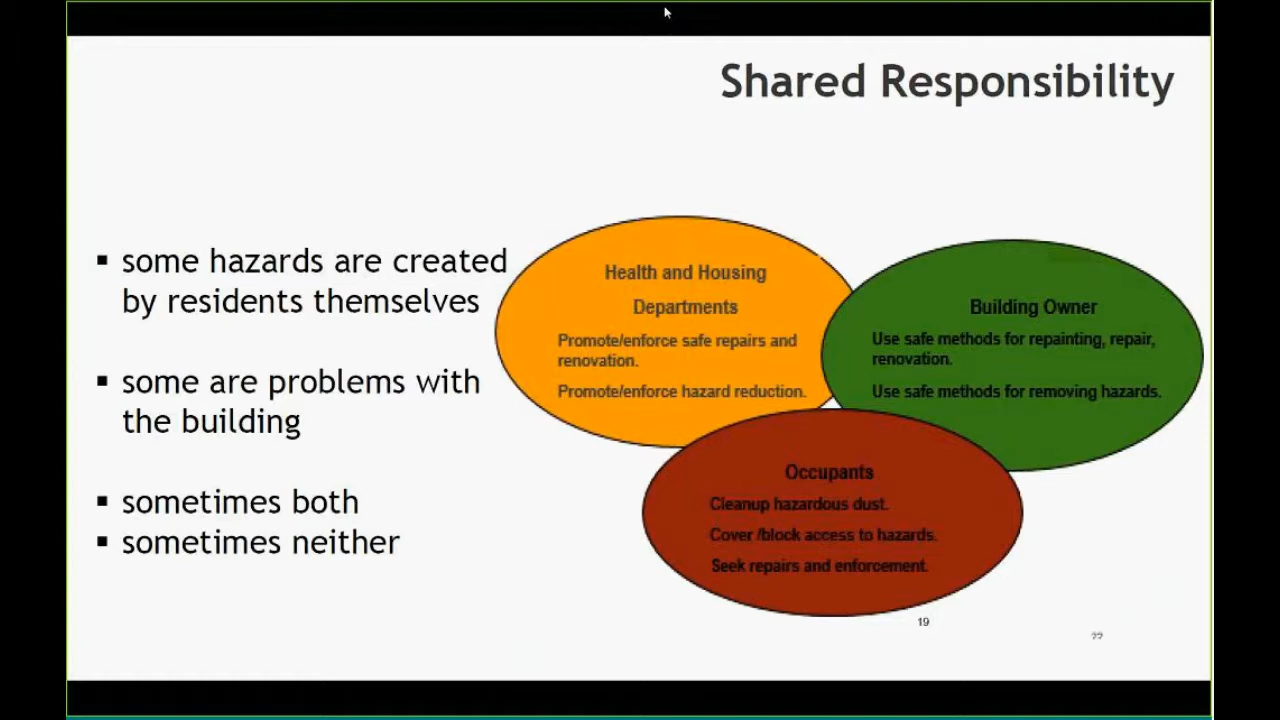 Shared Responsibility
▪ some hazards are created
by residents themselves
▪ some are problems with
the building
▪ sometimes both
▪ sometimes neither
Health and Housing
Departments
Promote/enforce safe repairs and
renovation.
Promote/enforce hazard reduction.
Building Owner
Use safe methods for repainting, repair,
renovation.
Use safe methods for removing hazards.
Occupants
Cleanup hazardous dust.
Cover /block access to hazards.
Seek repairs and enforcement.
19